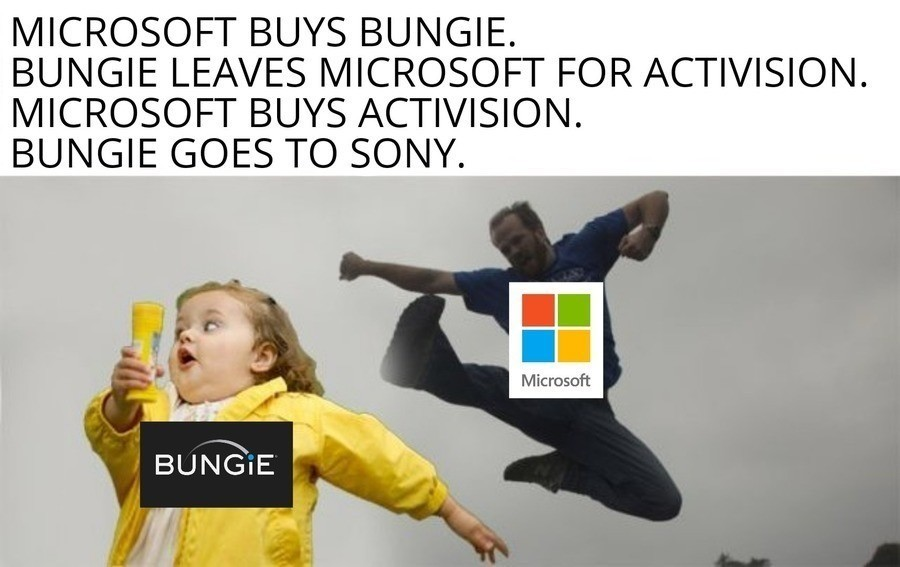 MICROSOFT BUYS BUNGIE.
BUNGIE LEAVES MICROSOFT FOR ACTIVISION.
MICROSOFT BUYS ACTIVISION.
BUNGIE GOES TO SONY.
Microsoft
BUNGiE